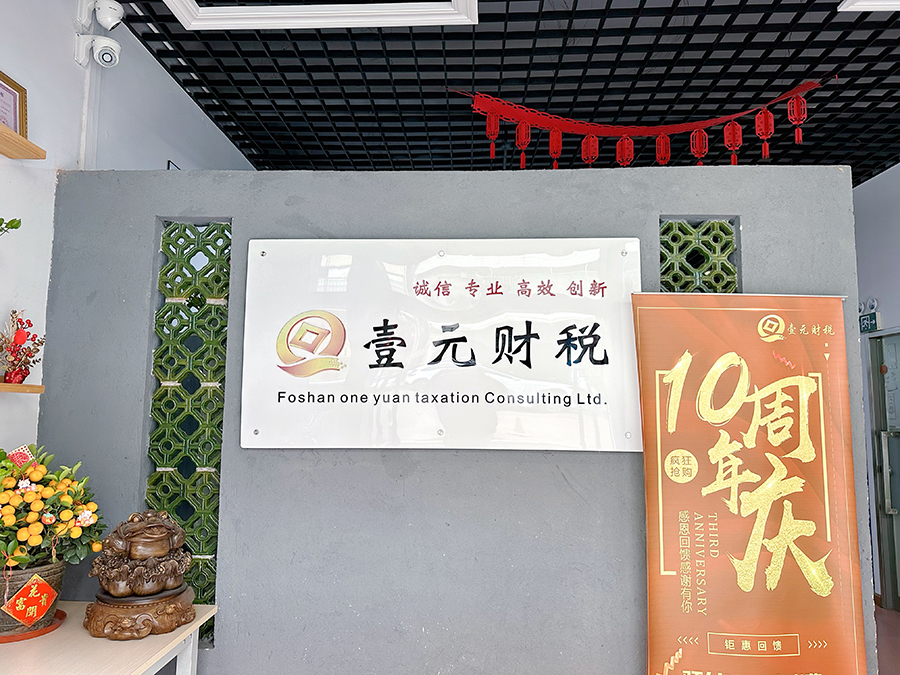 诚信 专业 高效 创新
壹元财税
Foshan one yuan taxation Consulting Ltd.
壹元财税
10周
年庆
疯狂
抢购
THIRD
ANNIVERSARY
感恩回馈感谢有你
<<<< 钜惠回馈 >>>>
花開
富貴